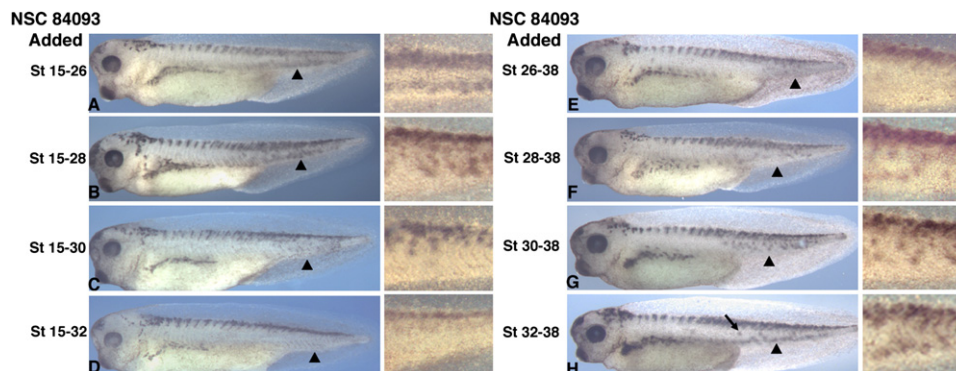 NSC 84093
Added
St 15-26
A
St 15-28
B
St 15-30
C
St 15-32
D
NSC 84093
Added
St 26-38
E
St 28-38
F
St 30-38
G
St 32-38
H